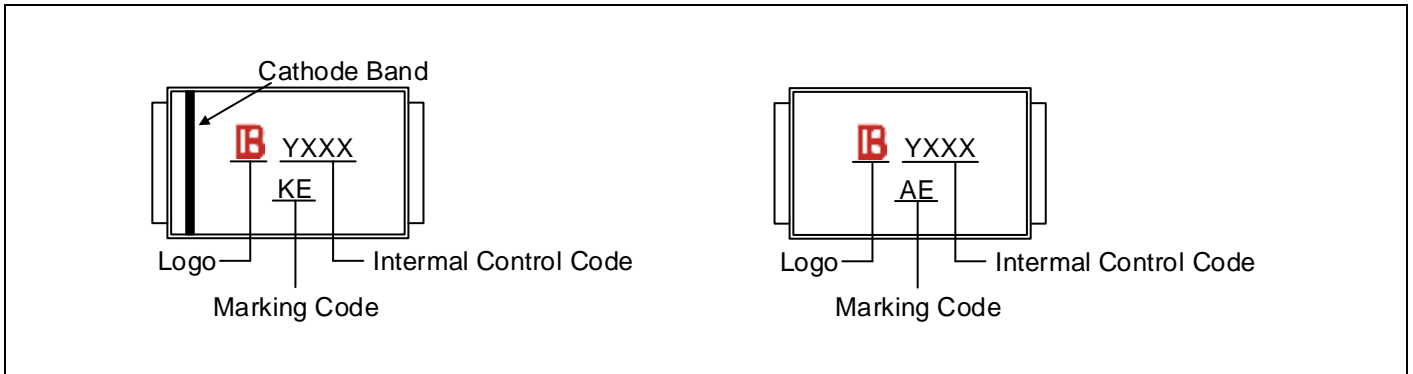 Cathode Band
B YXXX
KE
Logo
Intermal Control Code
Marking Code
B YXXX
AE
Logo
Intermal Control Code
Marking Code